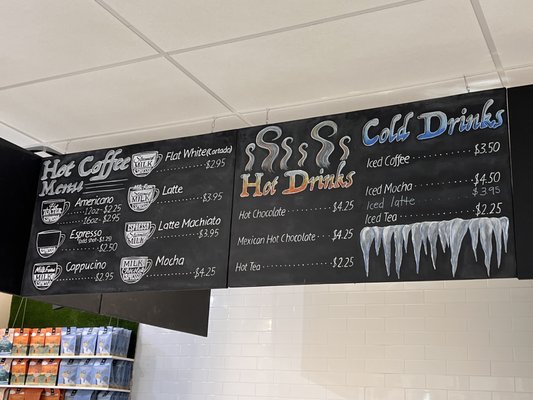 Hot Coffee
Menu
Americano
12oz - $2.25
16oz - $2.95
Espresso
$2.50
Cappucino
$2.95
Flat White (Cortado)
$2.95
Latte
$3.95
Latte Machiato
$3.95
Mocha
$4.25
Hot Drinks
Hot Chocolate $4.25
Mexican Hot Chocolate $4.25
Hot Tea $2.25
Cold Drinks
Iced Coffee $3.50
Iced Mocha $4.50
Iced latte $3.95
Iced Tea $2.25